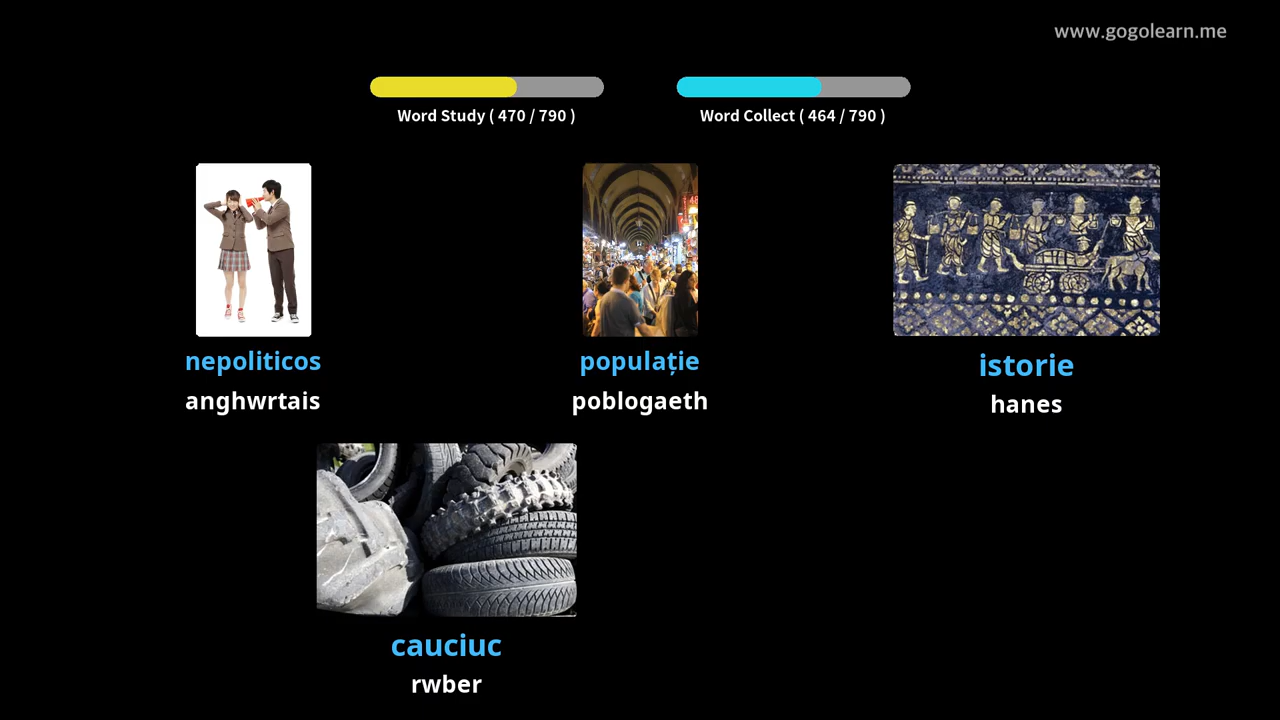 www.gogolearn.me
Word Study ( 470 / 790 )
Word Collect ( 464 / 790 )
nepoliticos
anghwrtais
populație
poblogaeth
istorie
hanes
cauciuc
rwber